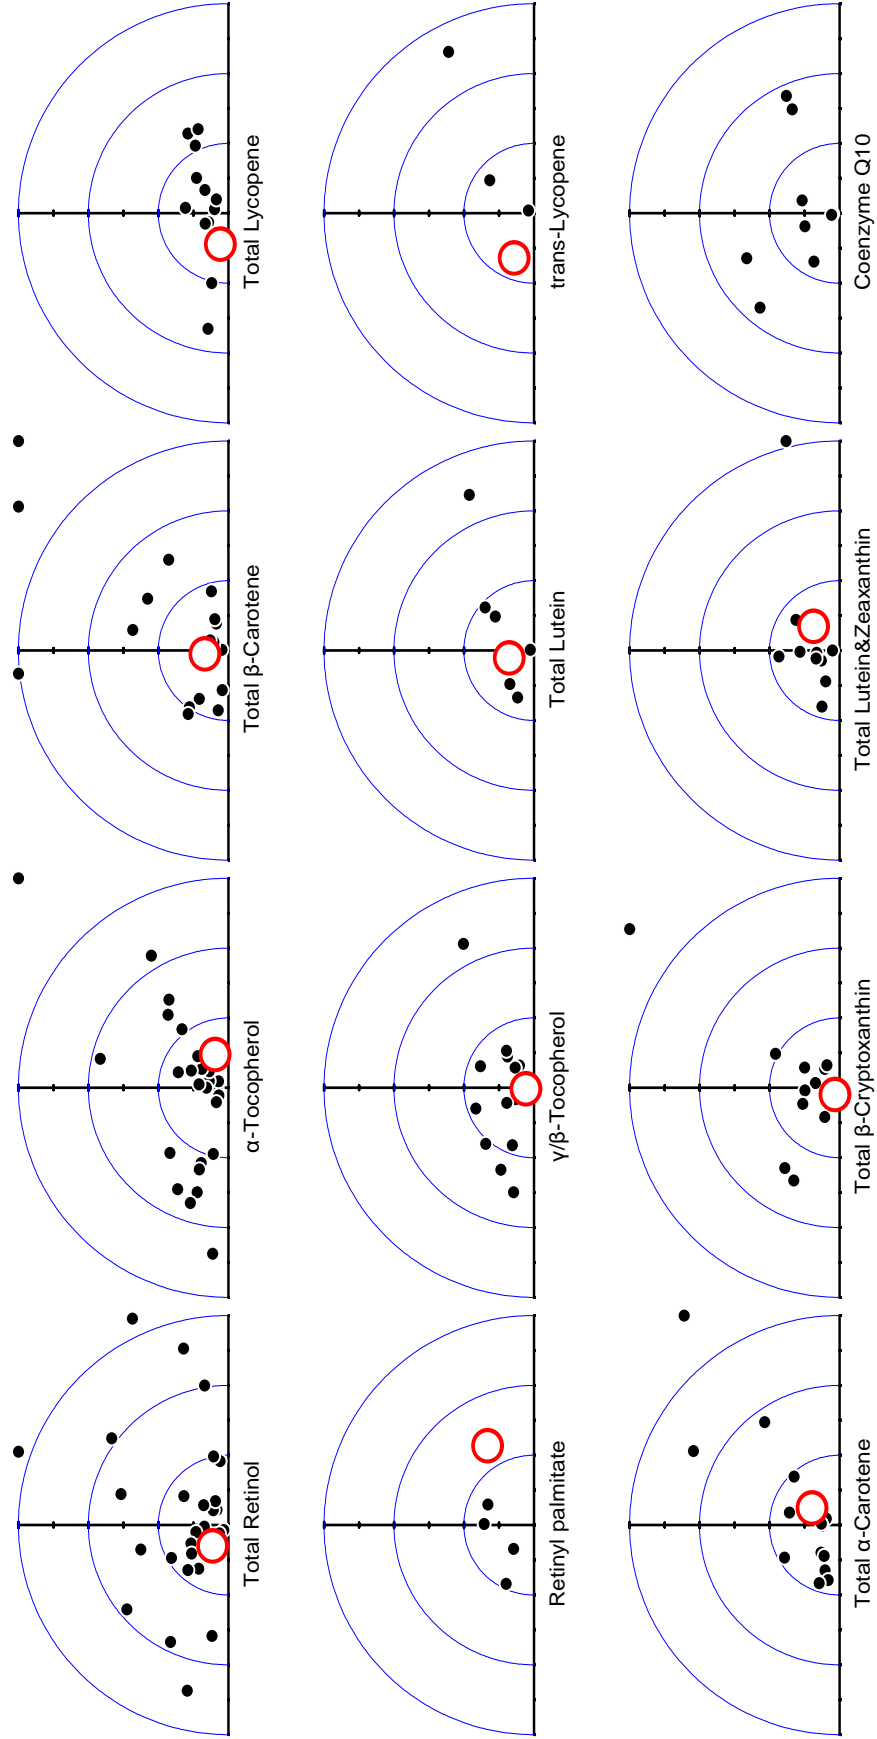 Total Retinol
α-Tocopherol
Total β-Carotene
Total Lycopene
Retinyl palmitate
γ/β-Tocopherol
Total Lutein
trans-Lycopene
Total α-Carotene
Total β-Cryptoxanthin
Total Lutein&Zeaxanthin
Coenzyme Q10